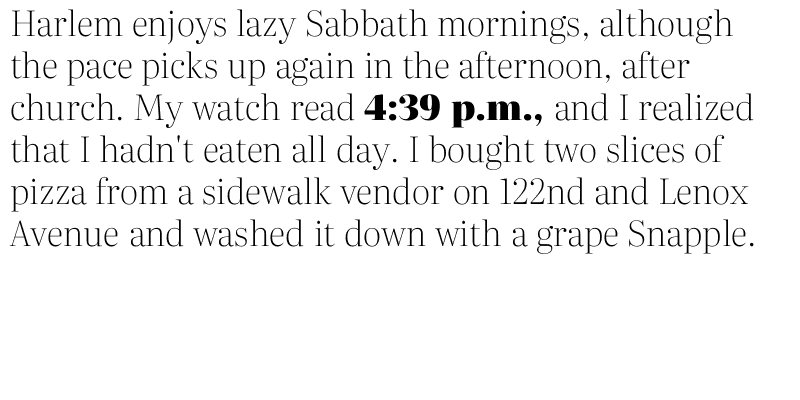 Harlem enjoys lazy Sabbath mornings, although
the pace picks up again in the afternoon, after
church. My watch read 4:39 p.m., and I realized
that I hadn't eaten all day. I bought two slices of
pizza from a sidewalk vendor on 122nd and Lenox
Avenue and washed it down with a grape Snapple.